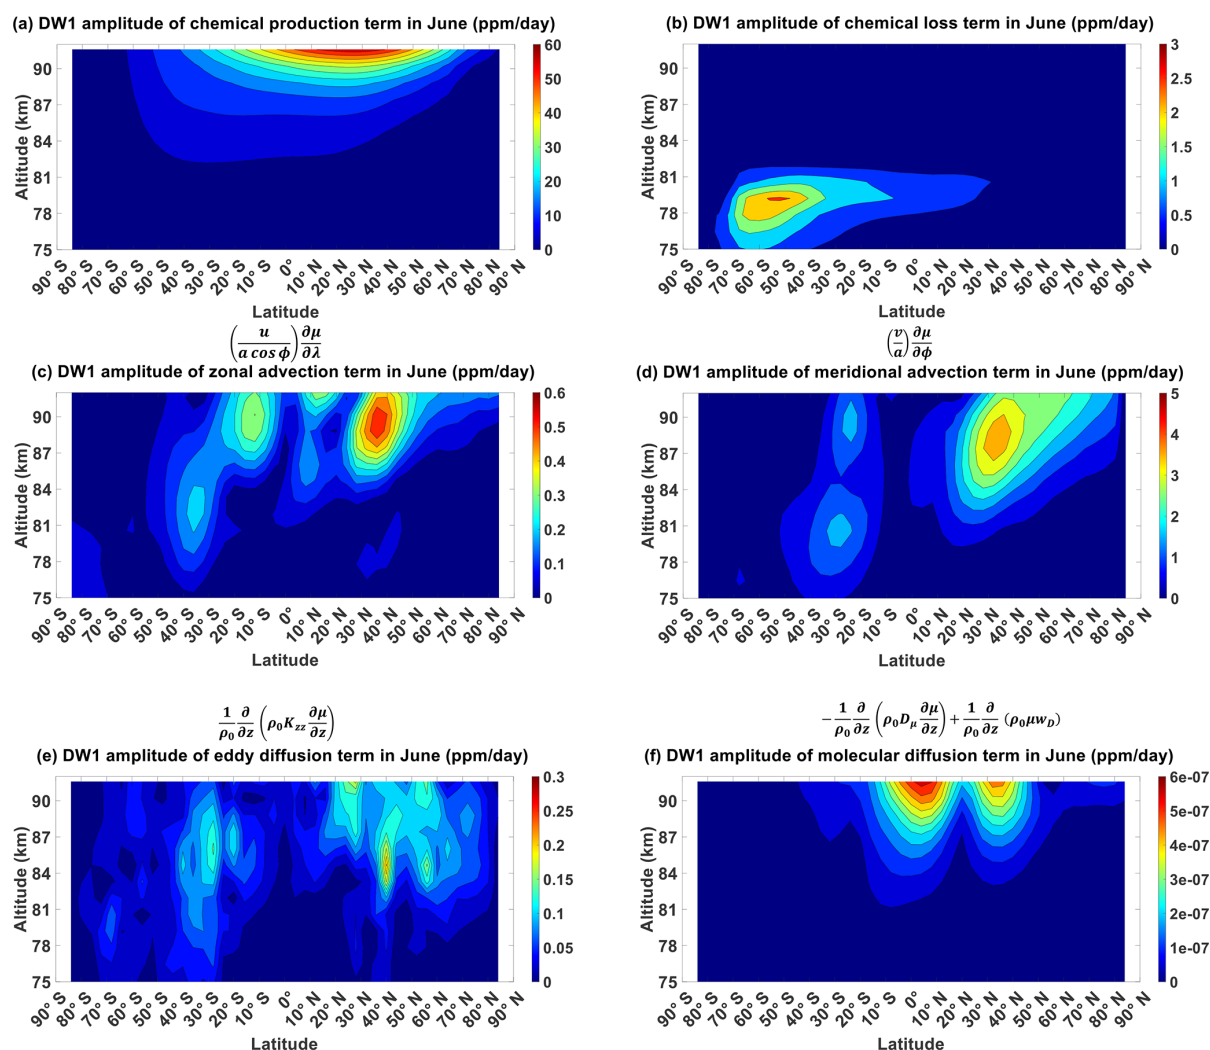 (a) DW1 amplitude of chemical production term in June (ppm/day)
Altitude (km)
90
87
84
81
78
75
90° S
80° S
70° S
60° S
50° S
40° S
30° S
20° S
10° S
0°
10° N
20° N
30° N
40° N
50° N
60° N
70° N
80° N
90° N
Latitude
60
50
40
30
20
10
0
(b) DW1 amplitude of chemical loss term in June (ppm/day)
Altitude (km)
90
87
84
81
78
75
90° S
80° S
70° S
60° S
50° S
40° S
30° S
20° S
10° S
0°
10° N
20° N
30° N
40° N
50° N
60° N
70° N
80° N
90° N
Latitude
3
2.5
2
1.5
1
0.5
0
(u / a cos ϕ) ∂μ/∂λ
(c) DW1 amplitude of zonal advection term in June (ppm/day)
Altitude (km)
90
87
84
81
78
75
90° S
80° S
70° S
60° S
50° S
40° S
30° S
20° S
10° S
0°
10° N
20° N
30° N
40° N
50° N
60° N
70° N
80° N
90° N
Latitude
0.6
0.5
0.4
0.3
0.2
0.1
0
(v/a) ∂μ/∂ϕ
(d) DW1 amplitude of meridional advection term in June (ppm/day)
Altitude (km)
90
87
84
81
78
75
90° S
80° S
70° S
60° S
50° S
40° S
30° S
20° S
10° S
0°
10° N
20° N
30° N
40° N
50° N
60° N
70° N
80° N
90° N
Latitude
5
4
3
2
1
0
1/ρ₀ ∂/∂z (ρ₀K_zz ∂μ/∂z)
(e) DW1 amplitude of eddy diffusion term in June (ppm/day)
Altitude (km)
90
87
84
81
78
75
90° S
80° S
70° S
60° S
50° S
40° S
30° S
20° S
10° S
0°
10° N
20° N
30° N
40° N
50° N
60° N
70° N
80° N
90° N
Latitude
0.3
0.25
0.2
0.15
0.1
0.05
0
−1/ρ₀ ∂/∂z (ρ₀D_μ ∂μ/∂z) + 1/ρ₀ ∂/∂z (ρ₀μw_D)
(f) DW1 amplitude of molecular diffusion term in June (ppm/day)
Altitude (km)
90
87
84
81
78
75
90° S
80° S
70° S
60° S
50° S
40° S
30° S
20° S
10° S
0°
10° N
20° N
30° N
40° N
50° N
60° N
70° N
80° N
90° N
Latitude
6e-07
5e-07
4e-07
3e-07
2e-07
1e-07
0